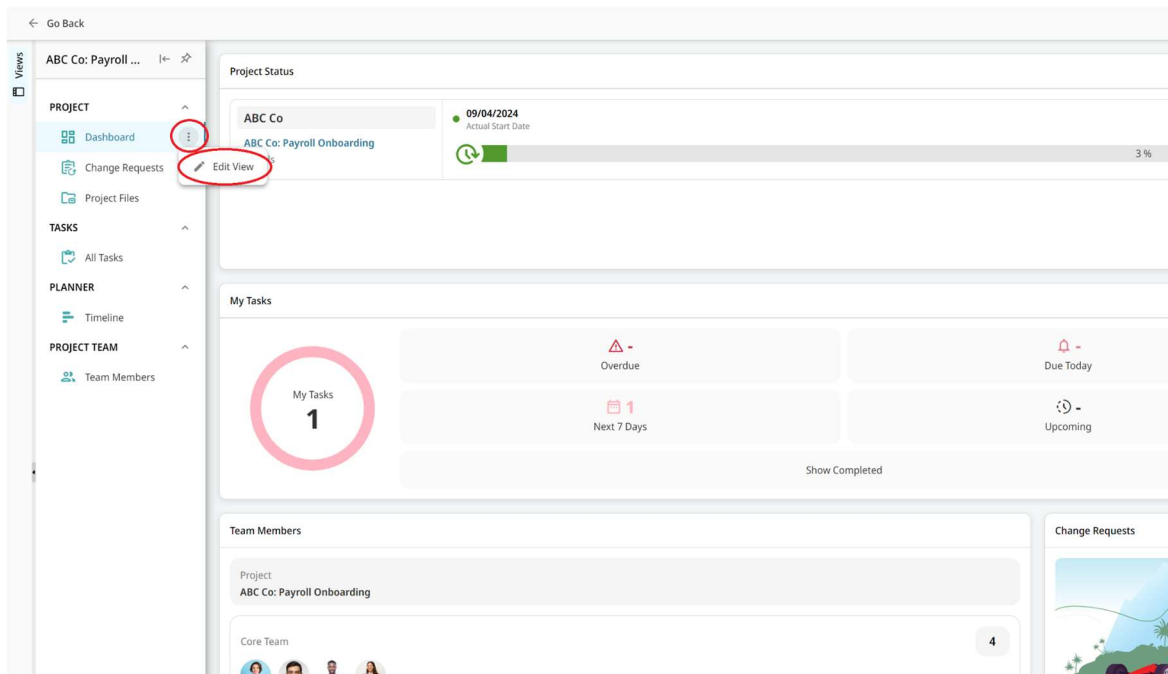 Go Back
Views
ABC Co: Payroll ...
PROJECT
Dashboard
Edit View
Change Requests
Project Files
TASKS
All Tasks
PLANNER
Timeline
PROJECT TEAM
Team Members
Project Status
ABC Co
ABC Co: Payroll Onboarding
09/04/2024
Actual Start Date
3 %
My Tasks
My Tasks
1
-
Overdue
-
Due Today
1
Next 7 Days
-
Upcoming
Show Completed
Team Members
Project
ABC Co: Payroll Onboarding
Core Team
4
Change Requests